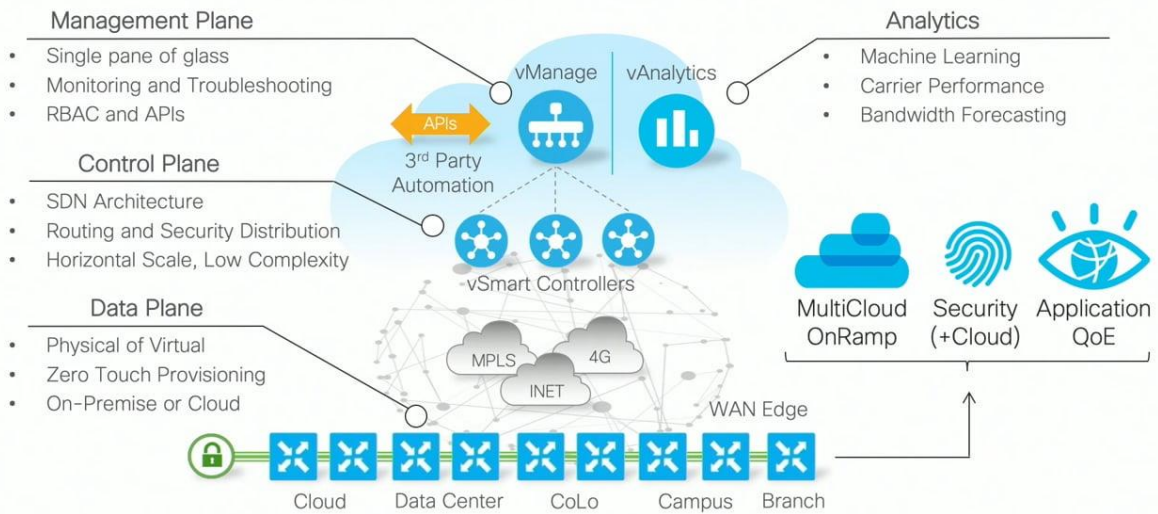 Management Plane
• Single pane of glass
• Monitoring and Troubleshooting
• RBAC and APIs
Control Plane
• SDN Architecture
• Routing and Security Distribution
• Horizontal Scale, Low Complexity
Data Plane
• Physical of Virtual
• Zero Touch Provisioning
• On-Premise or Cloud
vManage
vAnalytics
APIs
3rd Party
Automation
vSmart Controllers
MPLS
4G
INET
Analytics
• Machine Learning
• Carrier Performance
• Bandwidth Forecasting
MultiCloud
OnRamp
Security
(+Cloud)
Application
QoE
WAN Edge
Cloud
Data Center
CoLo
Campus
Branch